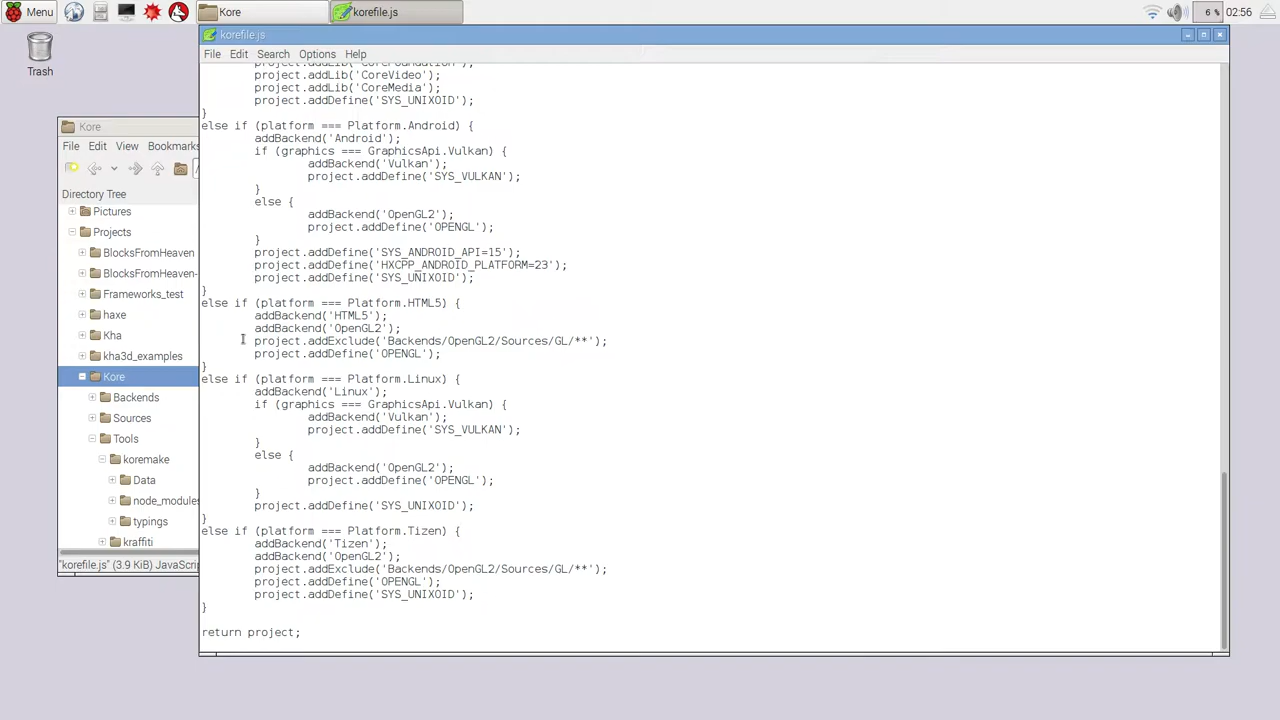 Menu
Kore
korefile.js
6 %
02:56
korefile.js
File Edit Search Options Help
Trash
Kore
File Edit View Bookmarks
Directory Tree
Pictures
Projects
BlocksFromHeaven
BlocksFromHeaven-
Frameworks_test
haxe
Kha
kha3d_examples
Kore
Backends
Sources
Tools
koremake
Data
node_modules
typings
kraffiti
"korefile.js" (3.9 KiB) JavaScrip
project.addLib('CoreFoundation');
project.addLib('CoreVideo');
project.addLib('CoreMedia');
project.addDefine('SYS_UNIXOID');
}
else if (platform === Platform.Android) {
addBackend('Android');
if (graphics === GraphicsApi.Vulkan) {
addBackend('Vulkan');
project.addDefine('SYS_VULKAN');
}
else {
addBackend('OpenGL2');
project.addDefine('OPENGL');
}
project.addDefine('SYS_ANDROID_API=15');
project.addDefine('HXCPP_ANDROID_PLATFORM=23');
project.addDefine('SYS_UNIXOID');
}
else if (platform === Platform.HTML5) {
addBackend('HTML5');
addBackend('OpenGL2');
project.addExclude('Backends/OpenGL2/Sources/GL/**');
project.addDefine('OPENGL');
}
else if (platform === Platform.Linux) {
addBackend('Linux');
if (graphics === GraphicsApi.Vulkan) {
addBackend('Vulkan');
project.addDefine('SYS_VULKAN');
}
else {
addBackend('OpenGL2');
project.addDefine('OPENGL');
}
project.addDefine('SYS_UNIXOID');
}
else if (platform === Platform.Tizen) {
addBackend('Tizen');
addBackend('OpenGL2');
project.addExclude('Backends/OpenGL2/Sources/GL/**');
project.addDefine('OPENGL');
project.addDefine('SYS_UNIXOID');
}
return project;